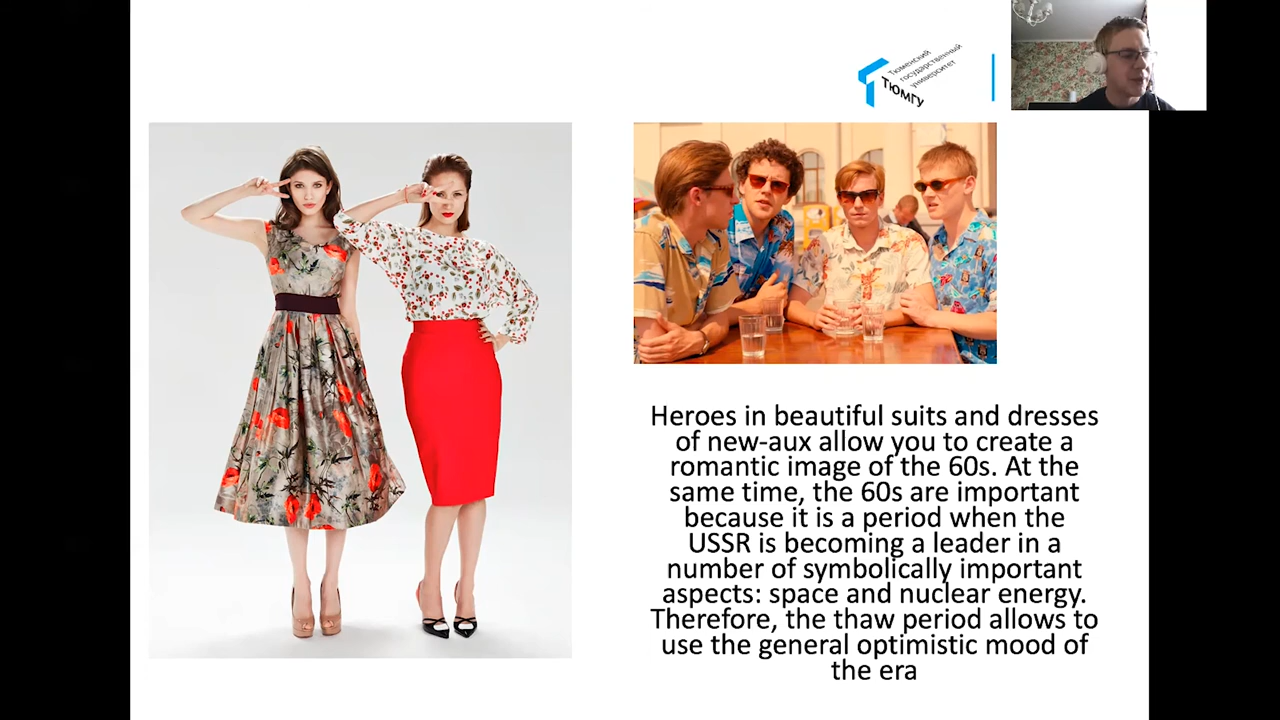 Тюменский
государственный
университет
ТЮМГУ
Heroes in beautiful suits and dresses
of new-aux allow you to create a
romantic image of the 60s. At the
same time, the 60s are important
because it is a period when the
USSR is becoming a leader in a
number of symbolically important
aspects: space and nuclear energy.
Therefore, the thaw period allows to
use the general optimistic mood of
the era